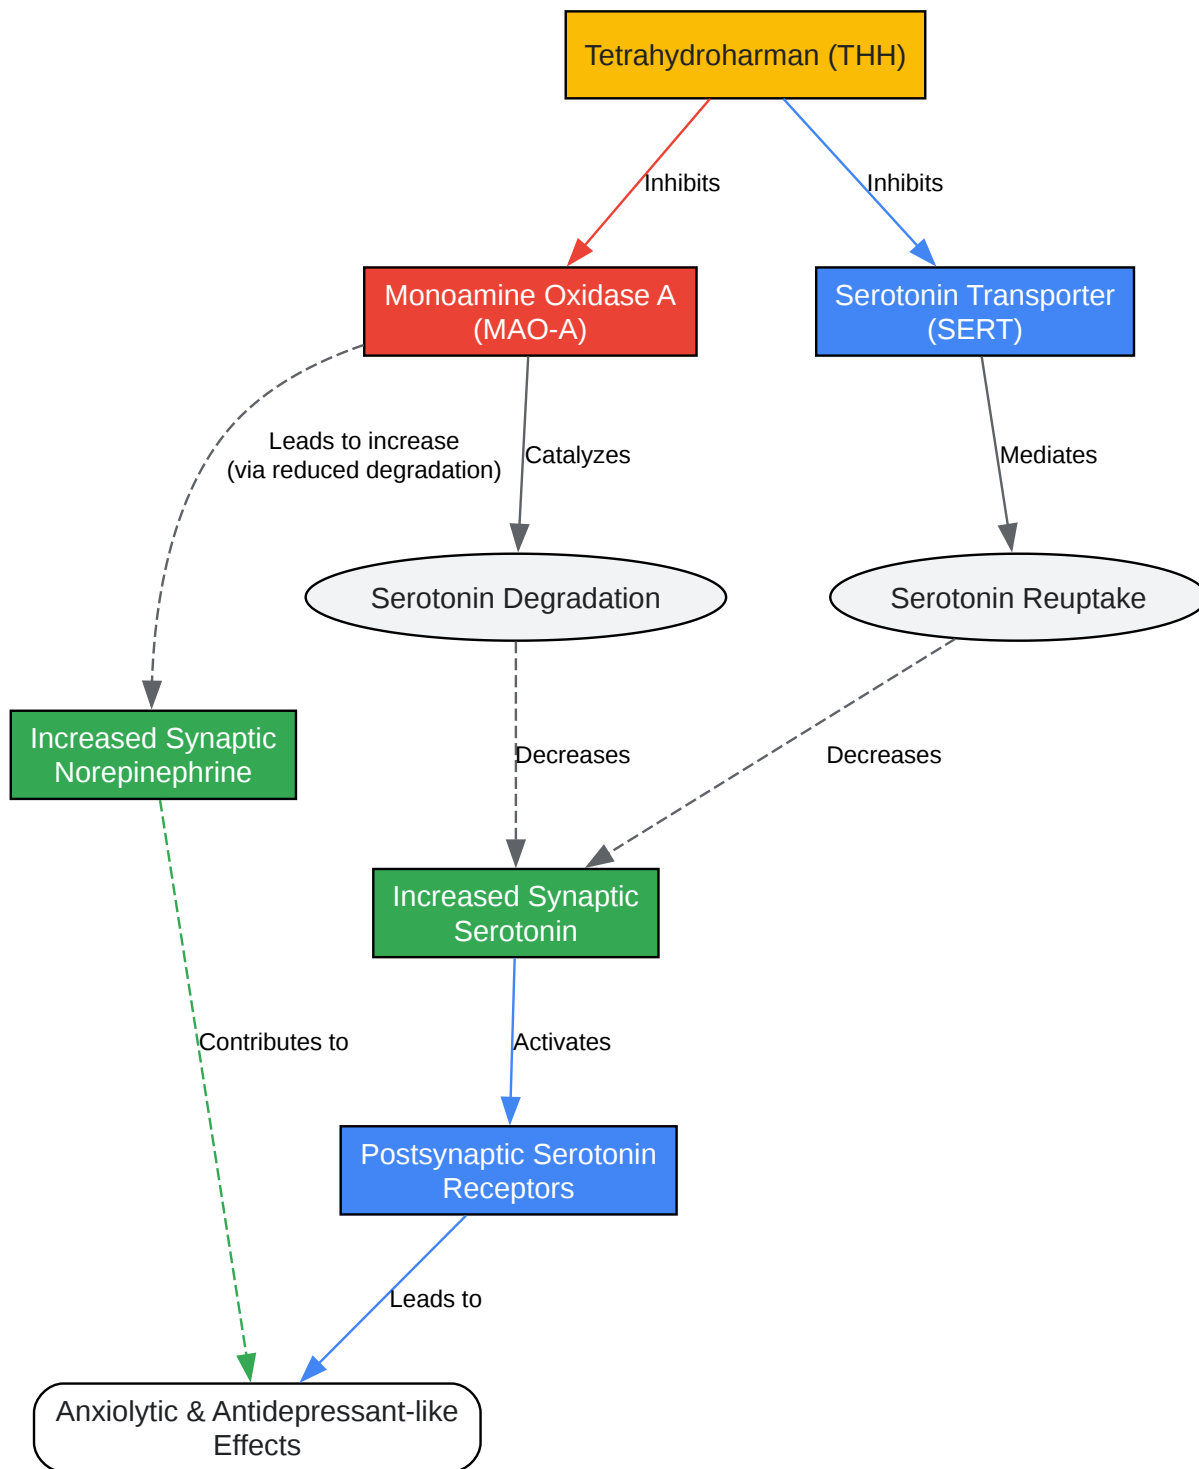 Tetrahydroharman (THH)
Inhibits
Inhibits
Monoamine Oxidase A
(MAO-A)
Serotonin Transporter
(SERT)
Leads to increase
(via reduced degradation)
Catalyzes
Mediates
Serotonin Degradation
Serotonin Reuptake
Increased Synaptic
Norepinephrine
Decreases
Decreases
Increased Synaptic
Serotonin
Contributes to
Activates
Postsynaptic Serotonin
Receptors
Leads to
Anxiolytic & Antidepressant-like
Effects